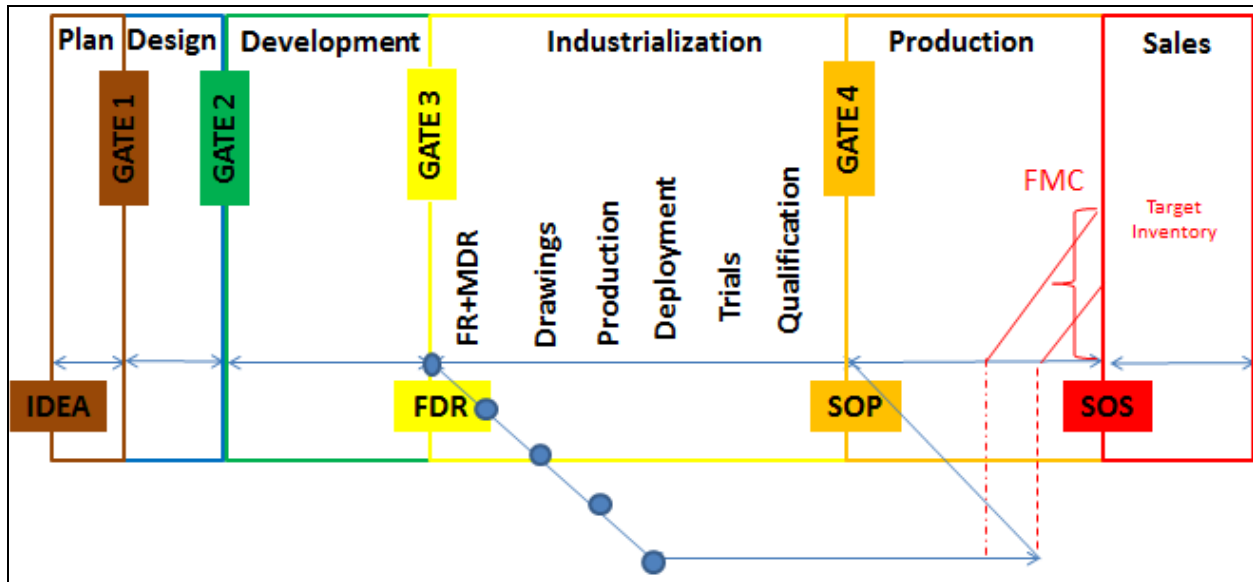 Plan
Design
Development
Industrialization
Production
Sales
GATE 1
GATE 2
GATE 3
GATE 4
FMC
Target
Inventory
FR+MDR
Drawings
Production
Deployment
Trials
Qualification
IDEA
FDR
SOP
SOS